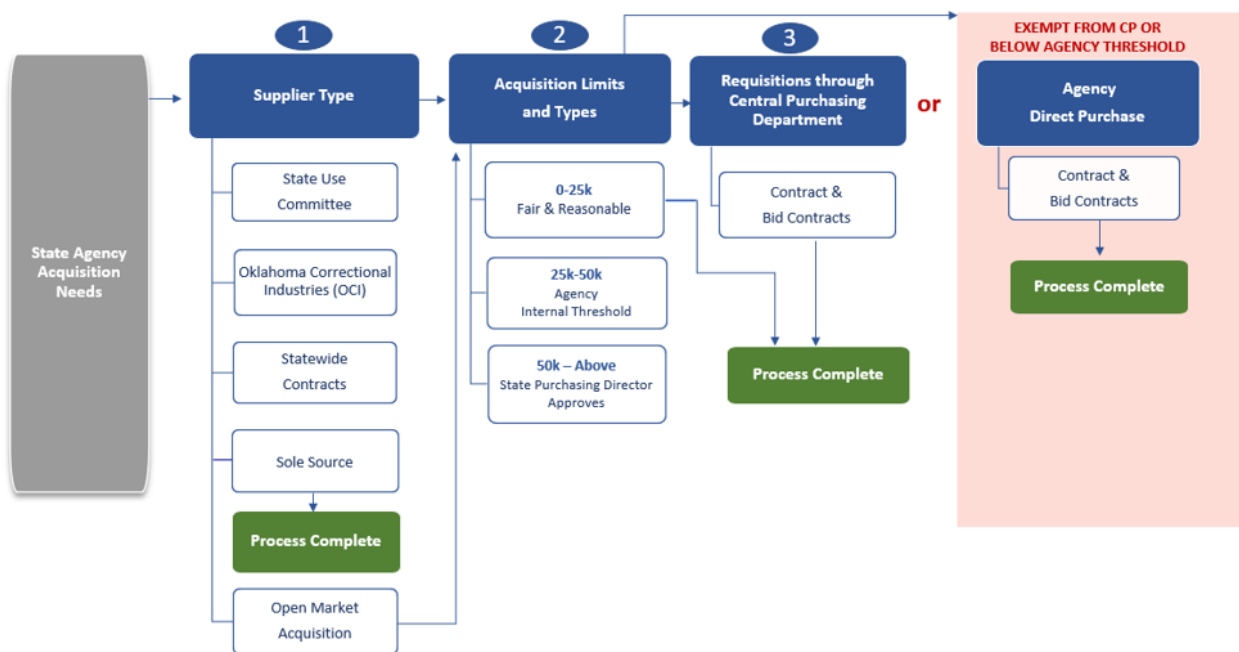 State Agency
Acquisition
Needs
1
Supplier Type
State Use
Committee
Oklahoma Correctional
Industries (OCI)
Statewide
Contracts
Sole Source
Process Complete
Open Market
Acquisition
2
Acquisition Limits
and Types
0-25k
Fair & Reasonable
25k-50k
Agency
Internal Threshold
50k – Above
State Purchasing Director
Approves
3
Requisitions through
Central Purchasing
Department
Contract &
Bid Contracts
Process Complete
or
EXEMPT FROM CP OR
BELOW AGENCY THRESHOLD
Agency
Direct Purchase
Contract &
Bid Contracts
Process Complete